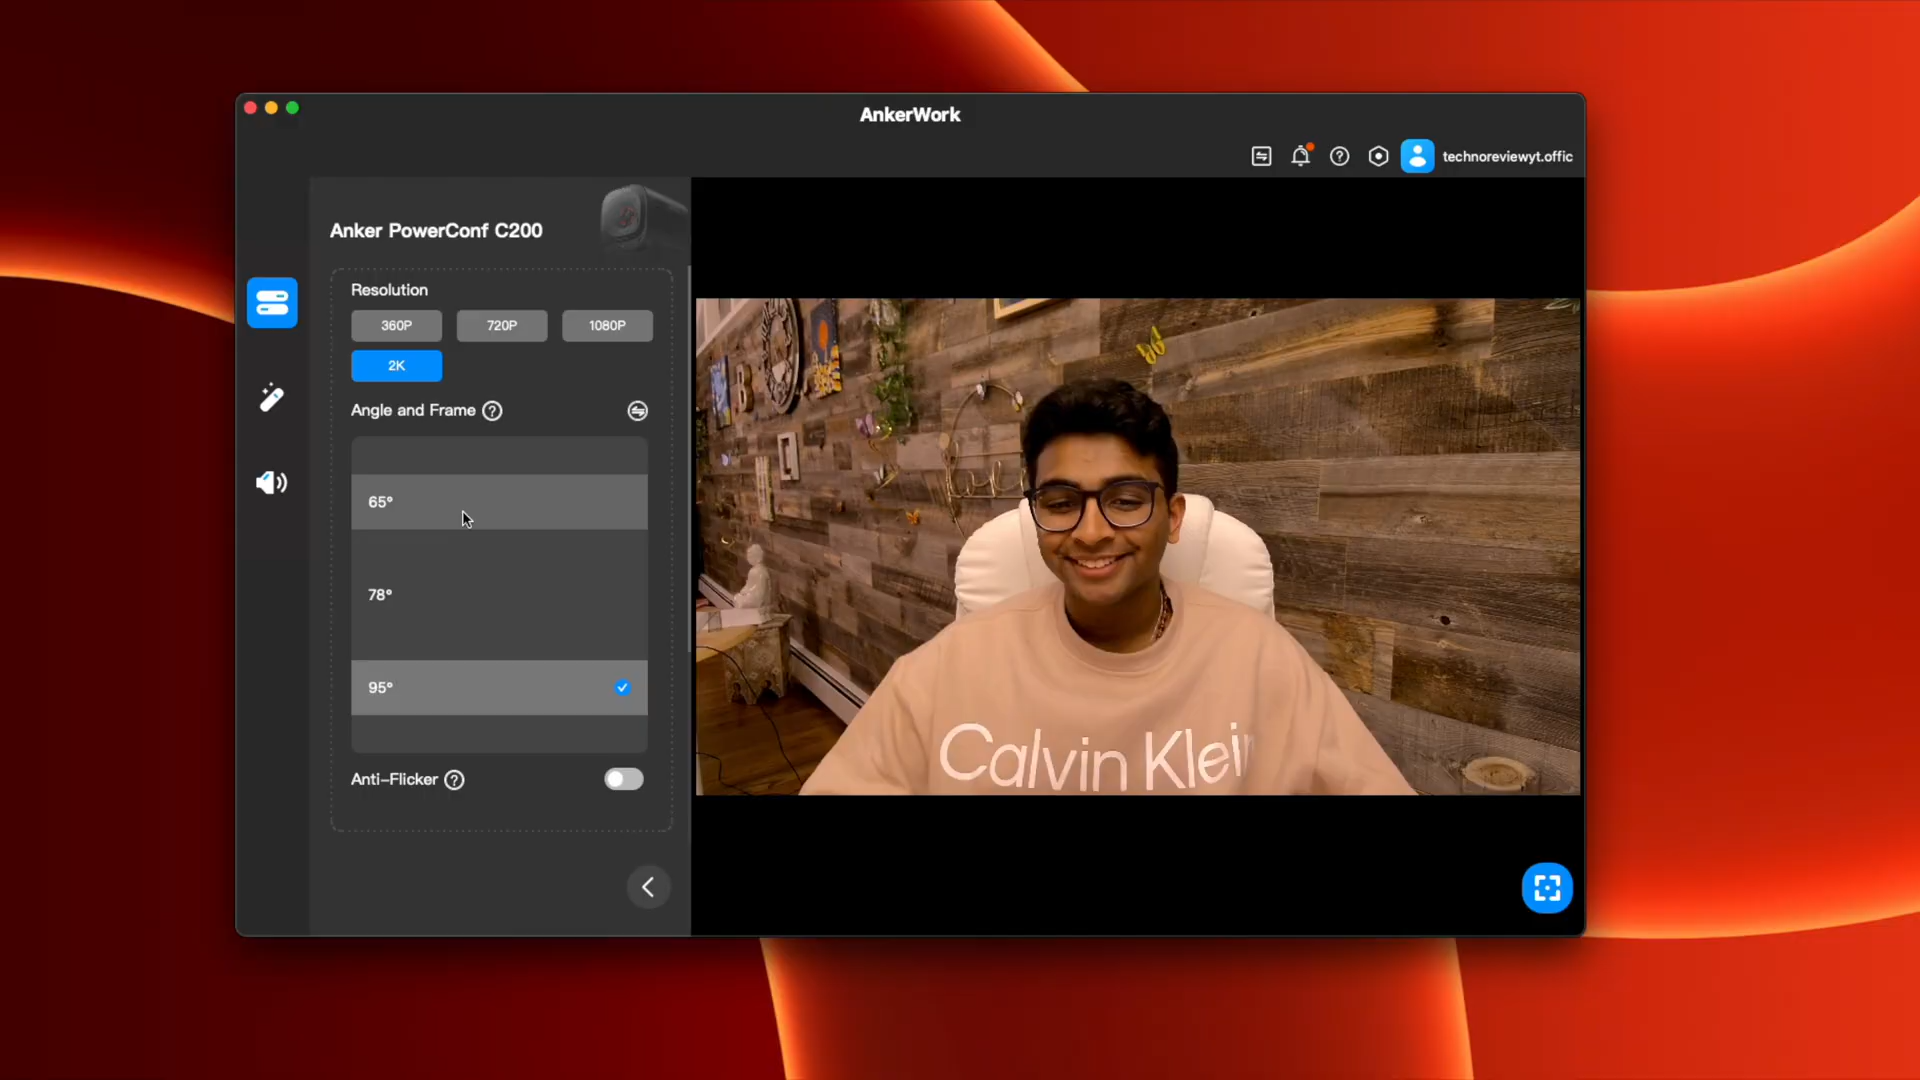 AnkerWork
technoreviewyt.offic
Anker PowerConf C200
Resolution
360P
720P
1080P
2K
Angle and Frame
65°
78°
95°
Anti-Flicker
Calvin Klein